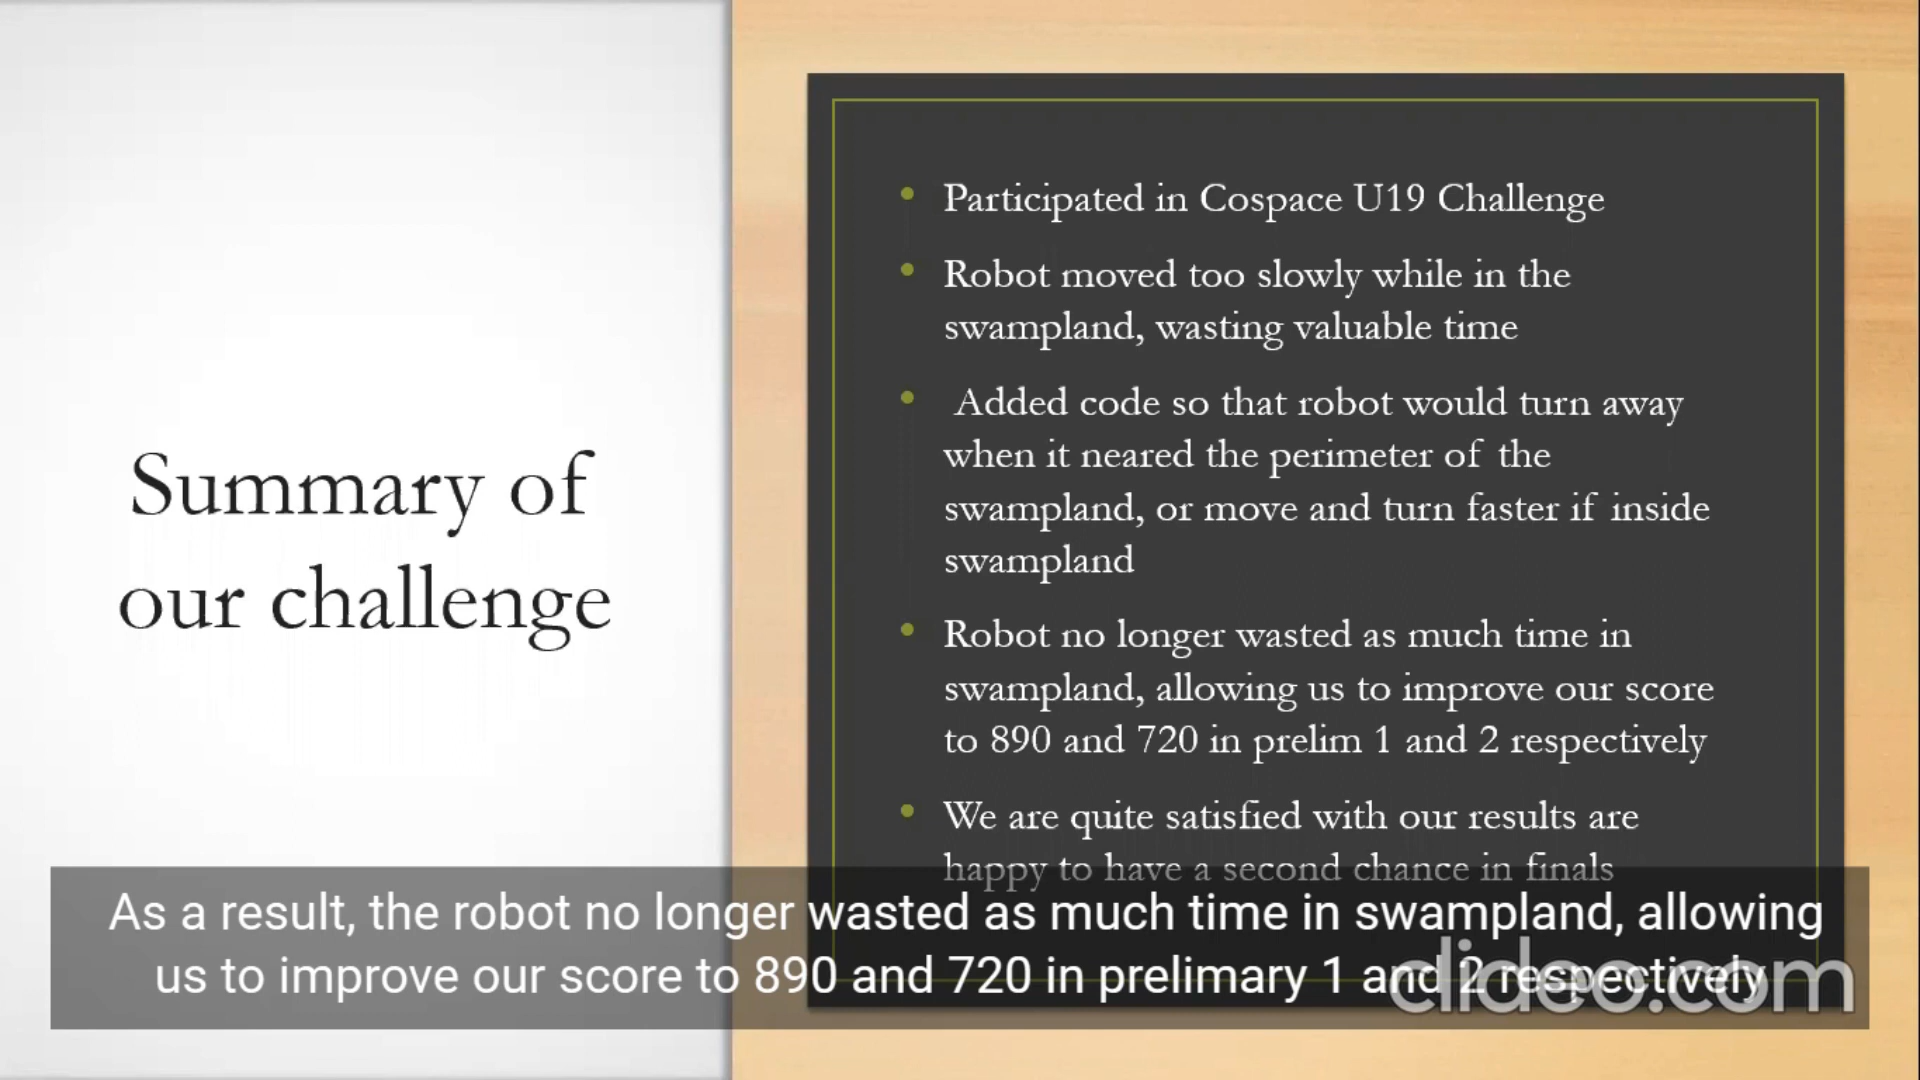 Summary of
our challenge
• Participated in Cospace U19 Challenge
• Robot moved too slowly while in the
swampland, wasting valuable time
• Added code so that robot would turn away
when it neared the perimeter of the
swampland, or move and turn faster if inside
swampland
• Robot no longer wasted as much time in
swampland, allowing us to improve our score
to 890 and 720 in prelim 1 and 2 respectively
• We are quite satisfied with our results are
happy to have a second chance in finals
As a result, the robot no longer wasted as much time in swampland, allowing
us to improve our score to 890 and 720 in prelimary 1 and 2 respectively
clideo.com